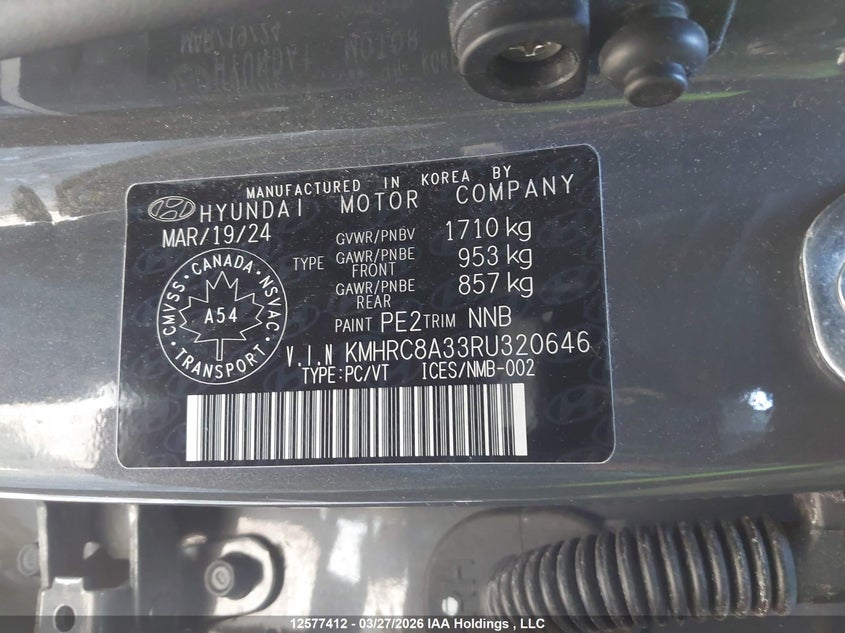 MANUFACTURED IN KOREA BY
HYUNDAI MOTOR COMPANY
MAR/19/24
GVWR/PNBV 1710 kg
TYPE GAWR/PNBE FRONT 953 kg
GAWR/PNBE REAR 857 kg
PAINT PE2 TRIM NNB
CMVSS · CANADA · NSVAC · TRANSPORT
A54
V.I.N KMHRC8A33RU320646
TYPE:PC/VT ICES/NMB-002
12577412 - 03/27/2026 IAA Holdings , LLC